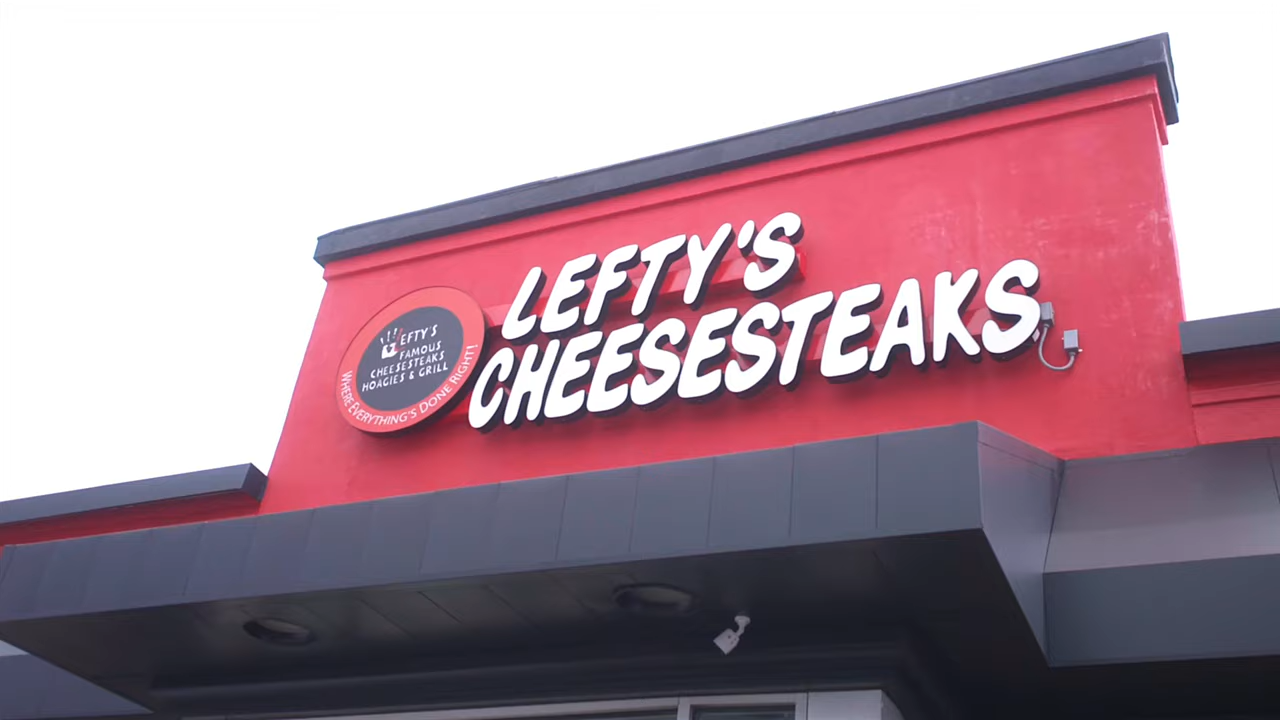 LEFTY'S
CHEESESTEAKS
LEFTY'S
FAMOUS
CHEESESTEAKS
HOAGIES & GRILL
WHERE EVERYTHING'S DONE RIGHT!